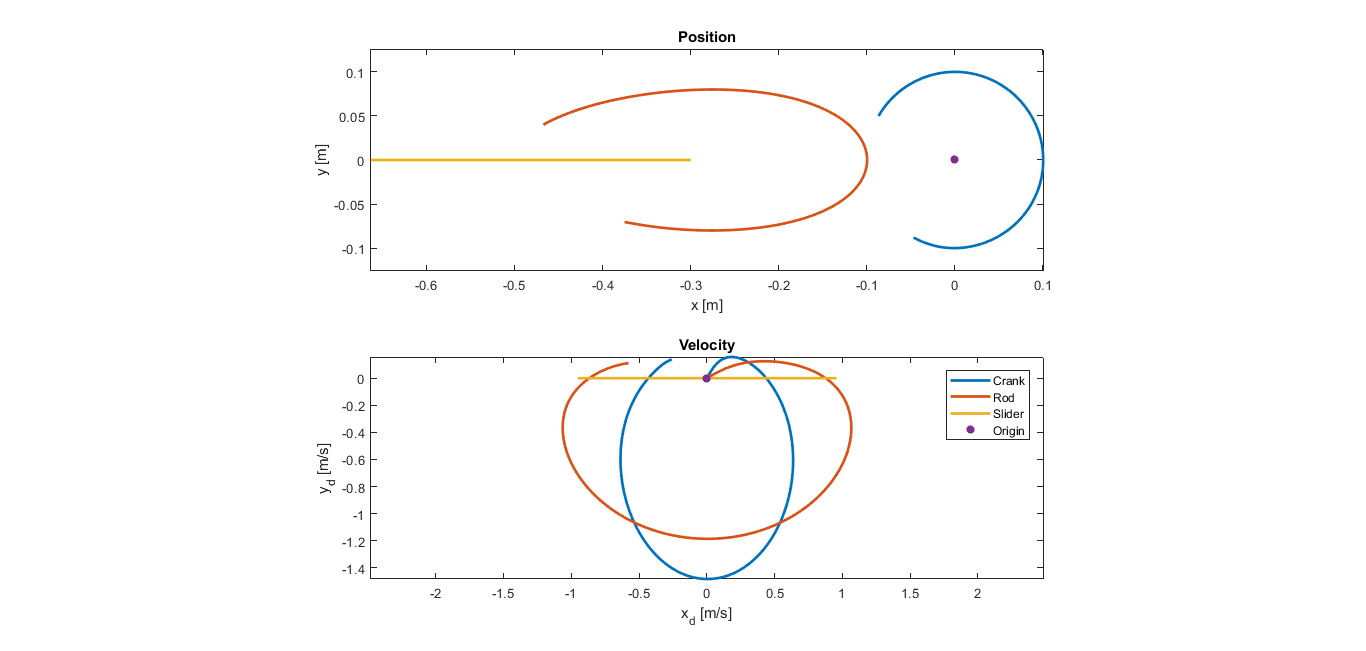 Position
0.1
0.05
0
-0.05
-0.1
y [m]
-0.6 -0.5 -0.4 -0.3 -0.2 -0.1 0 0.1
x [m]
Velocity
0
-0.2
-0.4
-0.6
-0.8
-1
-1.2
-1.4
y_d [m/s]
Crank
Rod
Slider
Origin
-2 -1.5 -1 -0.5 0 0.5 1 1.5 2
x_d [m/s]